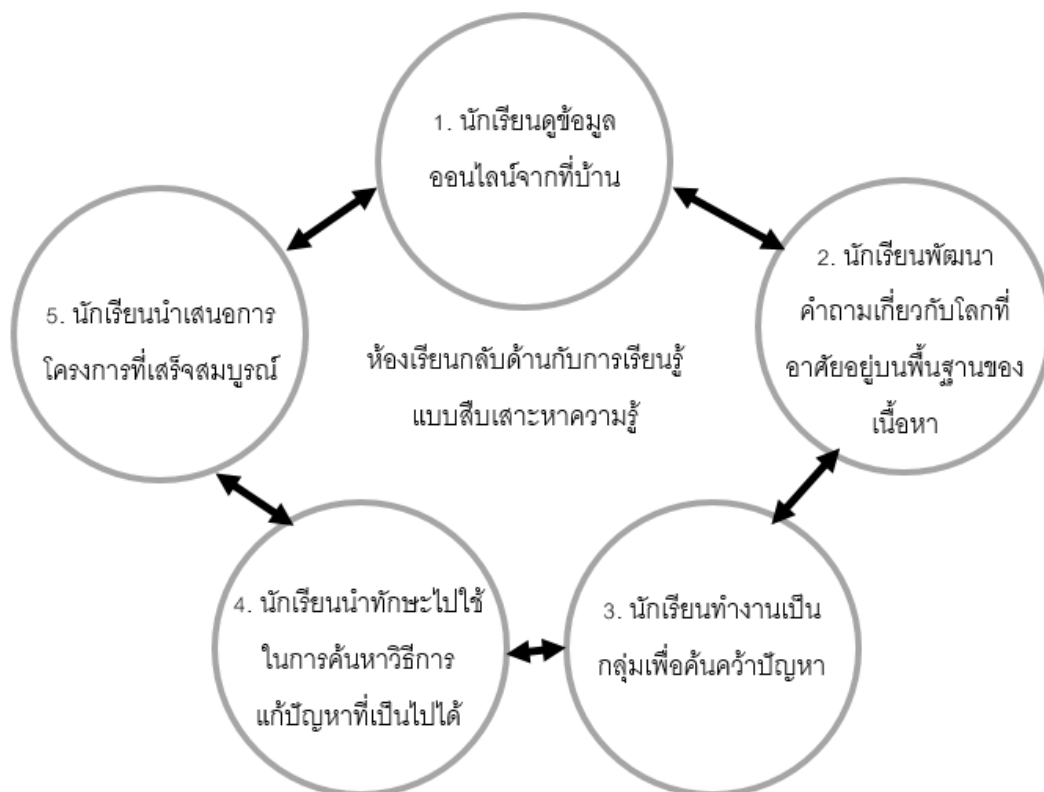 1. นักเรียนดูข้อมูล
ออนไลน์จากที่บ้าน
2. นักเรียนพัฒนา
คำถามเกี่ยวกับโลกที่
อาศัยอยู่บนพื้นฐานของ
เนื้อหา
3. นักเรียนทำงานเป็น
กลุ่มเพื่อค้นคว้าปัญหา
4. นักเรียนนำทักษะไปใช้
ในการค้นหาวิธีการ
แก้ปัญหาที่เป็นไปได้
5. นักเรียนนำเสนอการ
โครงการที่เสร็จสมบูรณ์
ห้องเรียนกลับด้านกับการเรียนรู้
แบบสืบเสาะหาความรู้